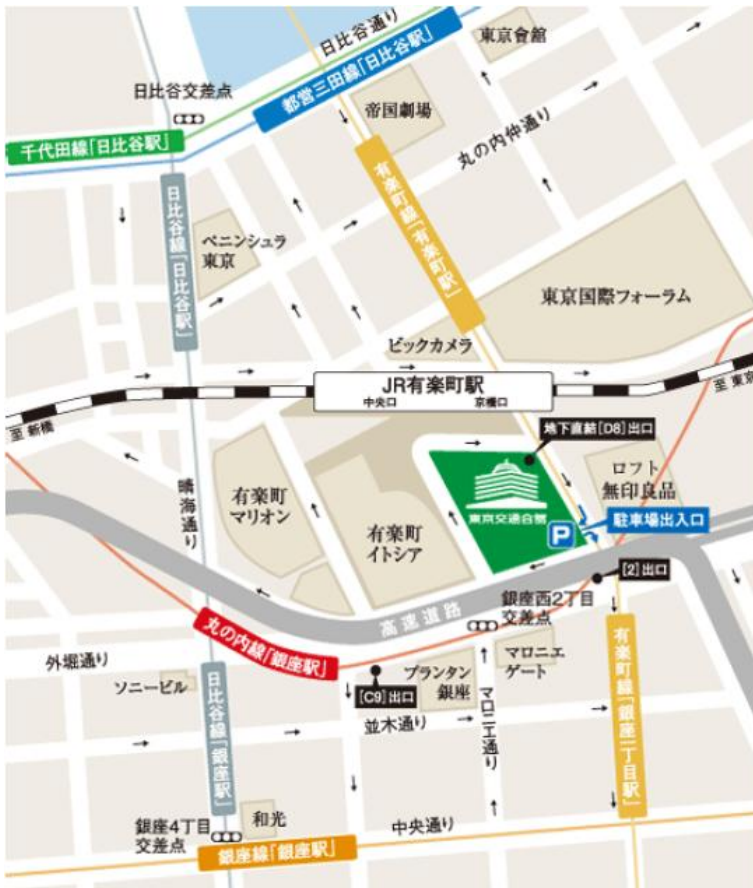 日比谷通り
東京會舘
都営三田線「日比谷駅」
日比谷交差点
帝国劇場
千代田線「日比谷駅」
丸の内仲通り
有楽町線「有楽町駅」
日比谷線「日比谷駅」
ペニンシュラ
東京
東京国際フォーラム
ビックカメラ
JR有楽町駅
中央口
京橋口
至 新橋
至 東京
地下直結[D8]出口
ロフト
無印良品
晴海通り
有楽町
マリオン
有楽町
イトシア
東京交通会館
P
駐車場出入口
[2]出口
高速道路
銀座西2丁目
交差点
丸の内線「銀座駅」
外堀通り
ソニービル
[C9]出口
プランタン
銀座
マロニエ
ゲート
有楽町線「銀座一丁目駅」
日比谷線「銀座駅」
並木通り
マロニエ通り
銀座4丁目
交差点
和光
中央通り
銀座線「銀座駅」